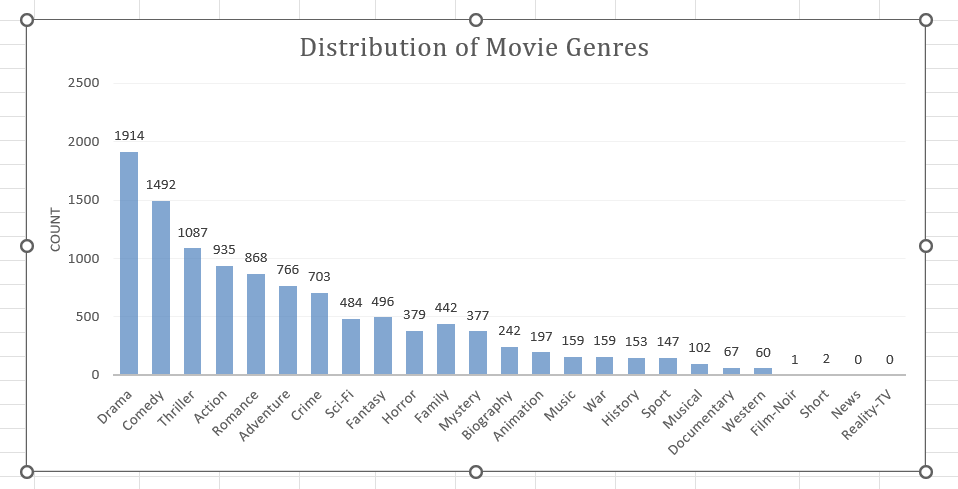 Distribution of Movie Genres
COUNT
2500
2000
1500
1000
500
0
1914
1492
1087
935
868
766
703
484
496
379
442
377
242
197
159
159
153
147
102
67
60
1
2
0
0
Drama
Comedy
Thriller
Action
Romance
Adventure
Crime
Sci-Fi
Fantasy
Horror
Familly
Mystery
Biography
Animation
Music
War
History
Sport
Musical
Documentary
Western
Film-Noir
Short
News
Reality-TV